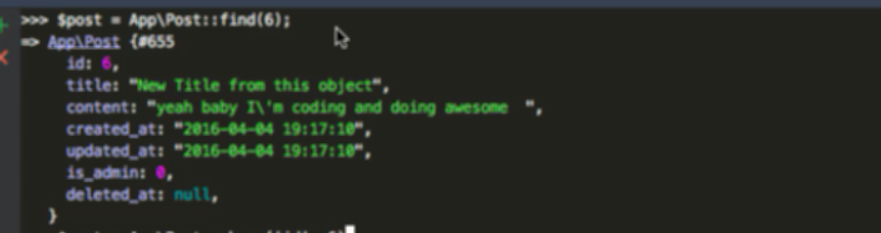 >>> $post = App\Post::find(6);
=> App\Post {#655
id: 6,
title: "New Title from this object",
content: "yeah baby I\'m coding and doing awesome  ",
created_at: "2016-04-04 19:17:10",
updated_at: "2016-04-04 19:17:10",
is_admin: 0,
deleted_at: null,
}